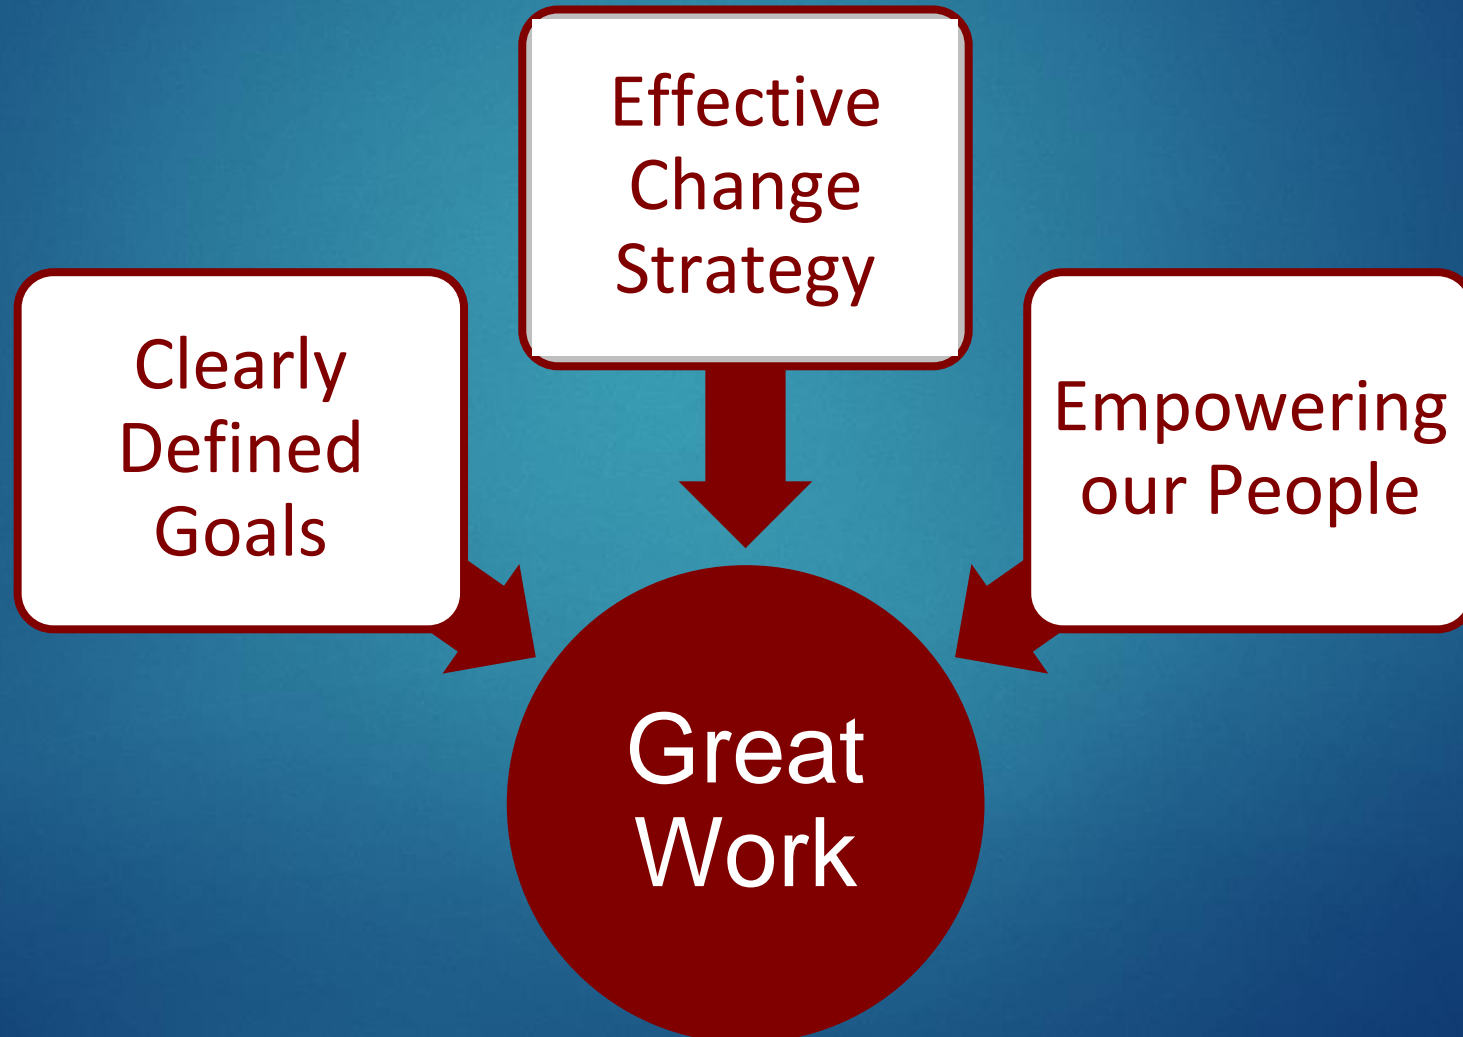 Effective
Change
Strategy
Clearly
Defined
Goals
Empowering
our People
Great
Work